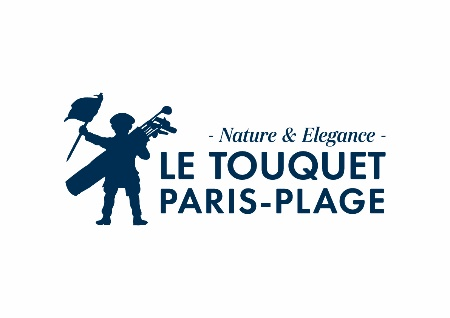 - Nature & Elegance -
LE TOUQUET
PARIS-PLAGE